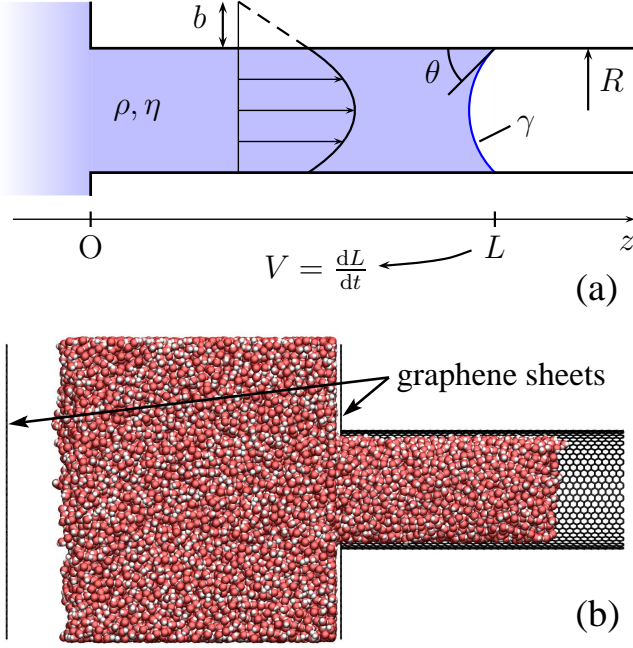 b
θ
ρ, η
R
γ
O
L
z
V = dL/dt
(a)
graphene sheets
(b)